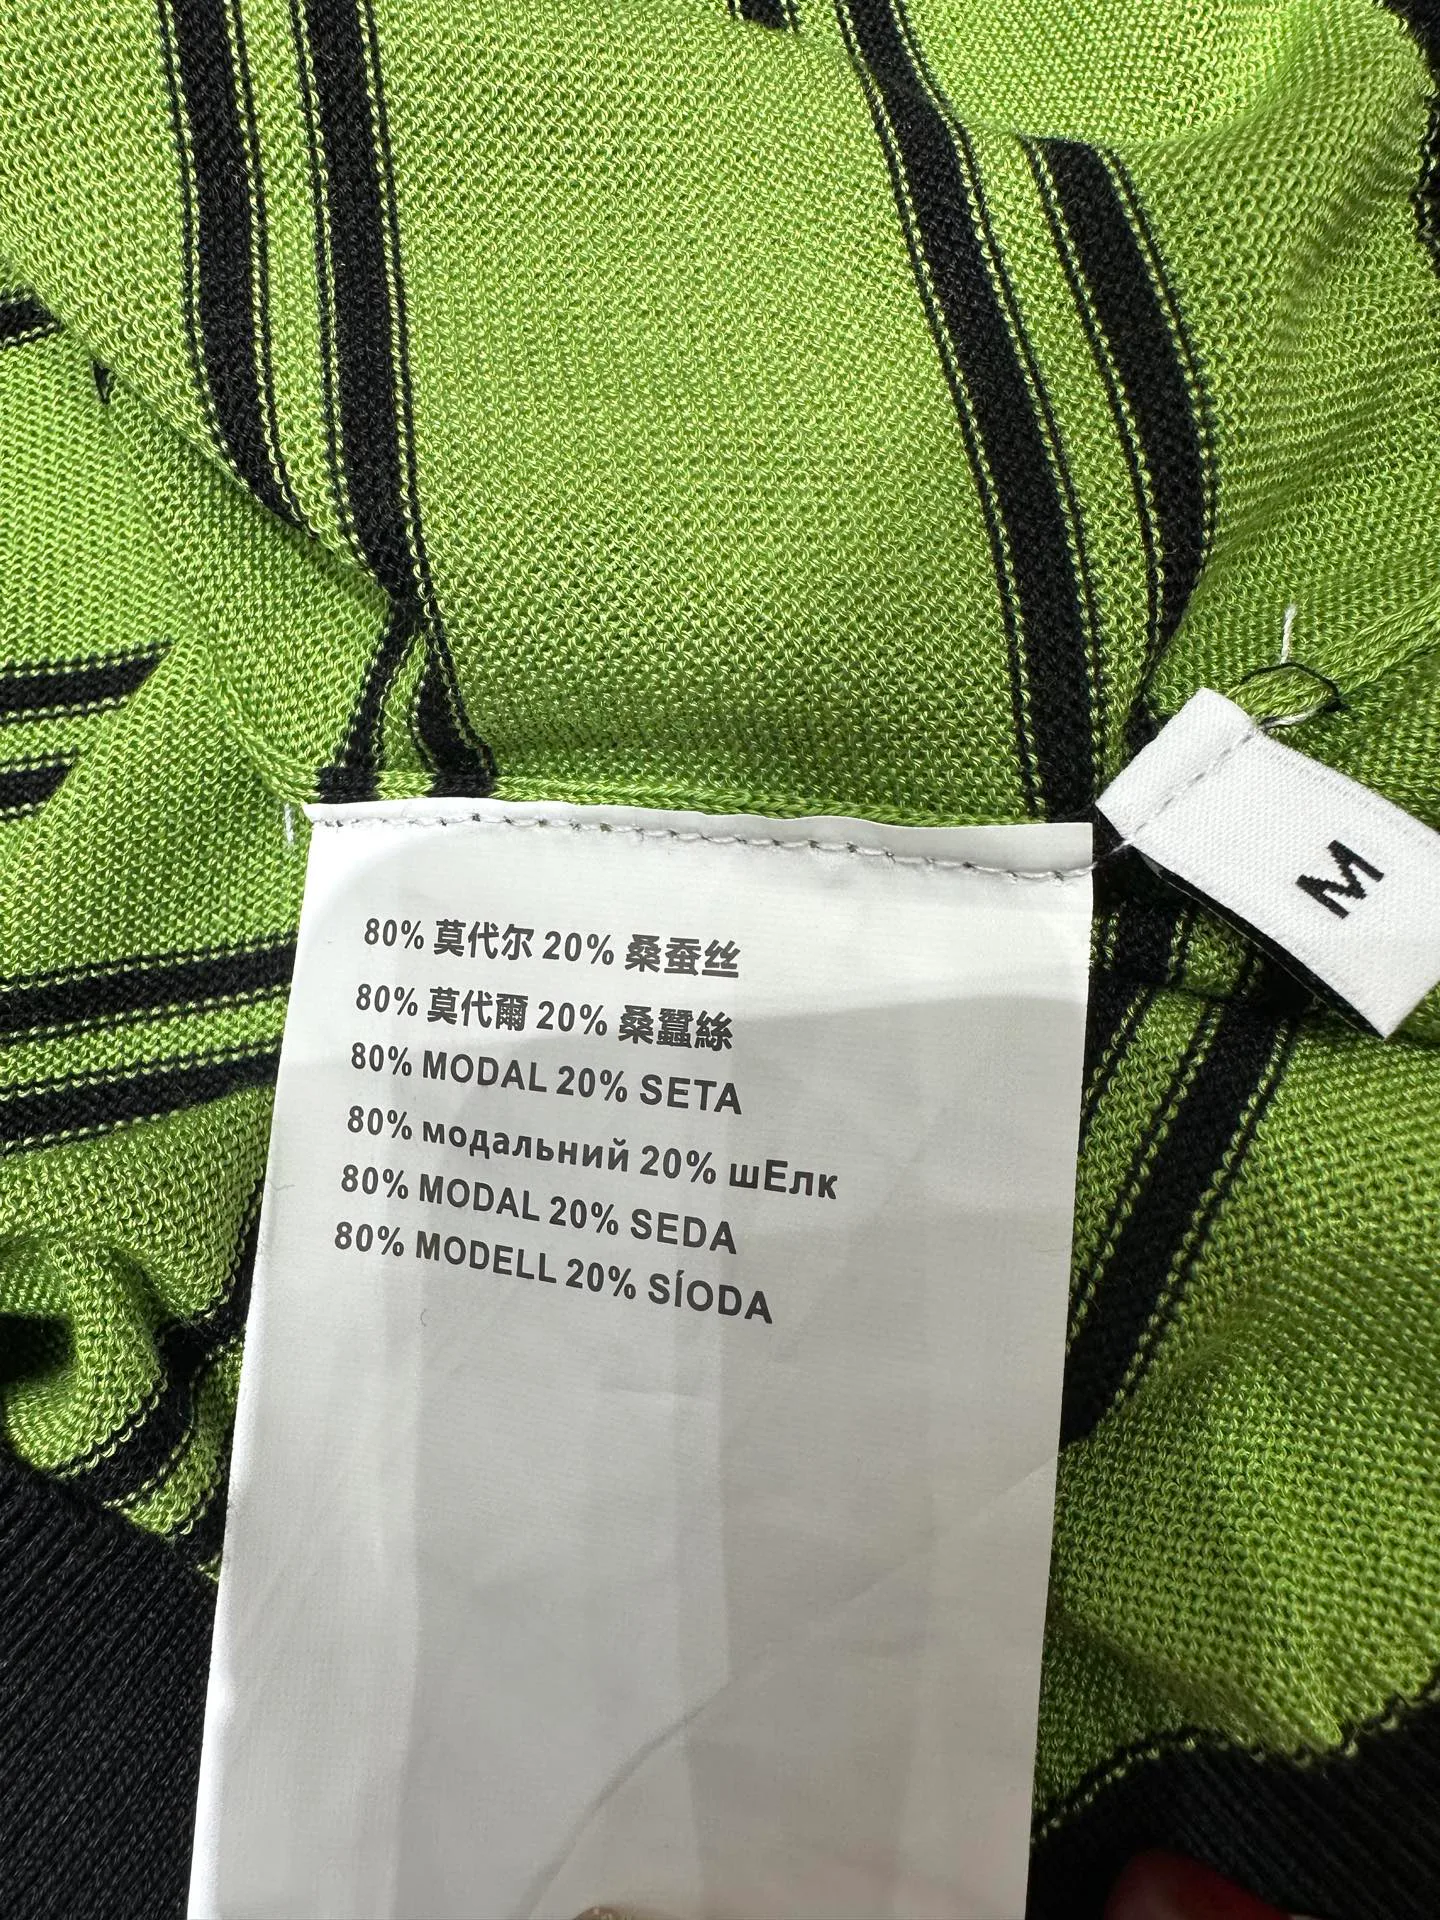 80% 莫代尔 20% 桑蚕丝
80% 莫代爾 20% 桑蠶絲
80% MODAL 20% SETA
80% модальний 20% шЕлк
80% MODAL 20% SEDA
80% MODELL 20% SÍODA
M